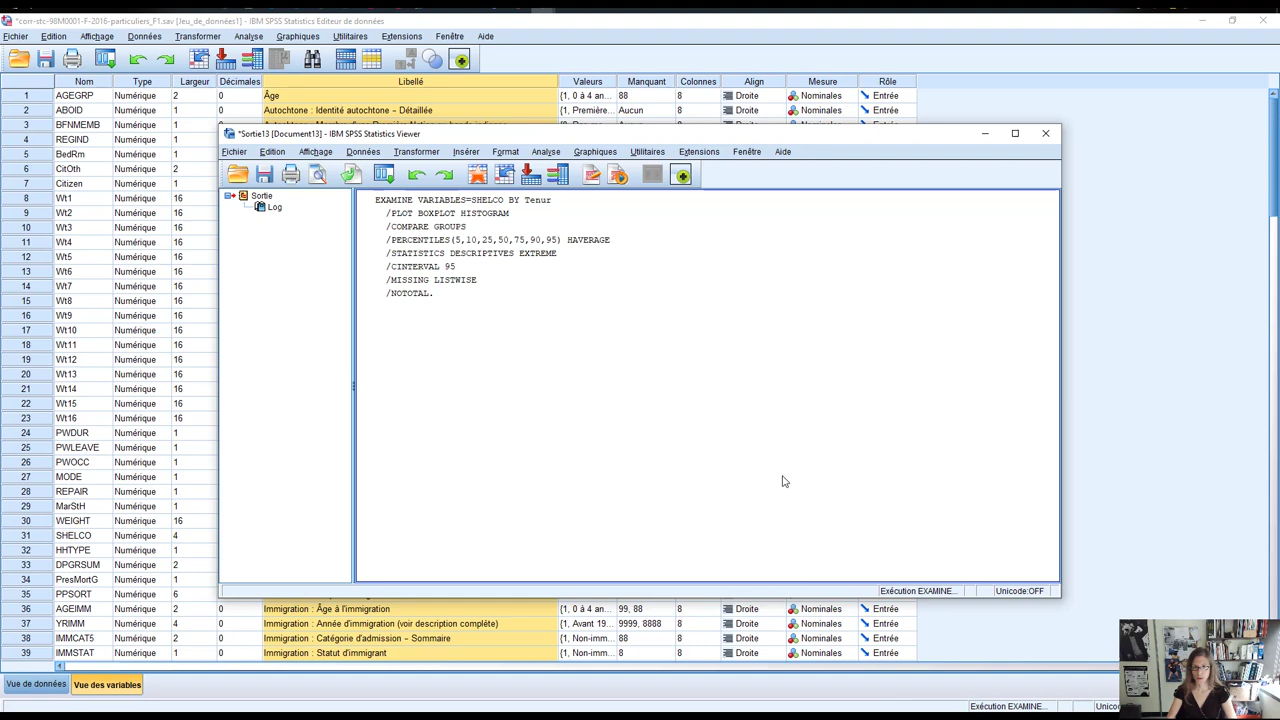 *corr-stc-98M0001-F-2016-particuliers_F1.sav [Jeu_de_données1] - IBM SPSS Statistics Editeur de données
Fichier Edition Affichage Données Transformer Analyse Graphiques Utilitaires Extensions Fenêtre Aide
Nom Type Largeur Décimales Libellé Valeurs Manquant Colonnes Align Mesure Rôle
1 AGEGRP Numérique 2 0 Âge {1, 0 à 4 an... 88 8 Droite Nominales Entrée
2 ABOID Numérique 1 0 Autochtone : Identité autochtone – Détaillée {1, Première... Aucun 8 Droite Nominales Entrée
3 BFNMEMB Numérique 1 8 Droite Nominales Entrée
4 REGIND Numérique 1
5 BedRm Numérique 1
6 CitOth Numérique 2
7 Citizen Numérique 1
8 Wt1 Numérique 16
9 Wt2 Numérique 16
10 Wt3 Numérique 16
11 Wt4 Numérique 16
12 Wt5 Numérique 16
13 Wt6 Numérique 16
14 Wt7 Numérique 16
15 Wt8 Numérique 16
16 Wt9 Numérique 16
17 Wt10 Numérique 16
18 Wt11 Numérique 16
19 Wt12 Numérique 16
20 Wt13 Numérique 16
21 Wt14 Numérique 16
22 Wt15 Numérique 16
23 Wt16 Numérique 16
24 PWDUR Numérique 1
25 PWLEAVE Numérique 1
26 PWOCC Numérique 1
27 MODE Numérique 1
28 REPAIR Numérique 1
29 MarStH Numérique 1
30 WEIGHT Numérique 16
31 SHELCO Numérique 4
32 HHTYPE Numérique 1
33 DPGRSUM Numérique 2
34 PresMortG Numérique 1
35 PPSORT Numérique 6
36 AGEIMM Numérique 2 0 Immigration : Âge à l'immigration {1, 0 à 4 an... 99, 88 8 Droite Nominales Entrée
37 YRIMM Numérique 4 0 Immigration : Année d'immigration (voir description complète) {1, Avant 19... 9999, 8888 8 Droite Nominales Entrée
38 IMMCAT5 Numérique 2 0 Immigration : Catégorie d'admission – Sommaire {1, Non-imm... 88 8 Droite Nominales Entrée
39 IMMSTAT Numérique 1 0 Immigration : Statut d'immigrant {1, Non-imm... 8 8 Droite Nominales Entrée
Vue de données Vue des variables
Exécution EXAMINE...
*Sortie13 [Document13] - IBM SPSS Statistics Viewer
Fichier Edition Affichage Données Transformer Insérer Format Analyse Graphiques Utilitaires Extensions Fenêtre Aide
Sortie
Log
EXAMINE VARIABLES=SHELCO BY Tenur
/PLOT BOXPLOT HISTOGRAM
/COMPARE GROUPS
/PERCENTILES(5,10,25,50,75,90,95) HAVERAGE
/STATISTICS DESCRIPTIVES EXTREME
/CINTERVAL 95
/MISSING LISTWISE
/NOTOTAL.
Exécution EXAMINE... Unicode:OFF